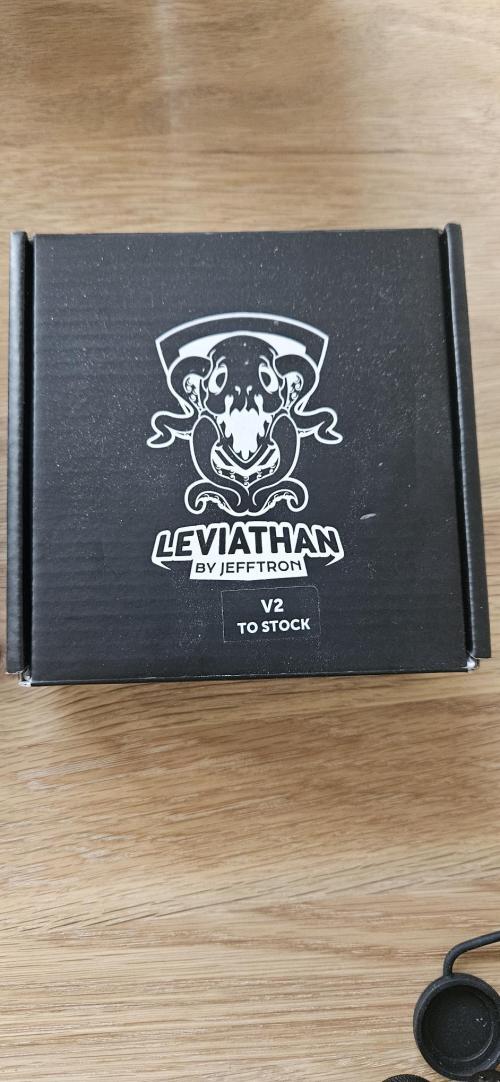 LEVIATHAN
BY JEFFTRON
V2
TO STOCK